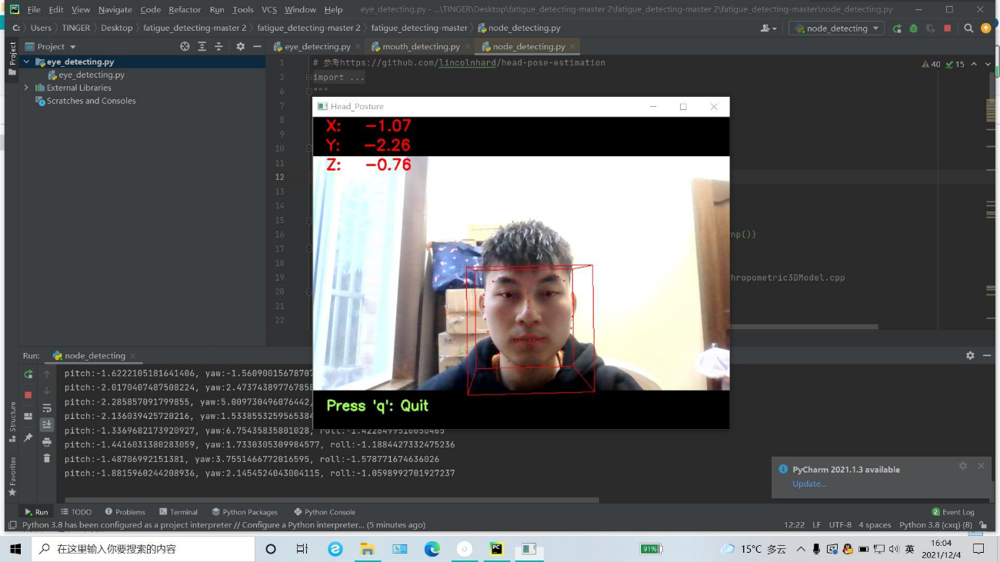 File Edit View Navigate Code Refactor Run Tools VCS Window Help eye_detecting.py - ...\TINGER\Desktop\fatigue_detecting-master 2\fatigue_detecting-master 2\fatigue_detecting-master\node_detecting.py
C: Users TINGER Desktop fatigue_detecting-master 2 fatigue_detecting-master 2 fatigue_detecting-master node_detecting.py node_detecting
Project
Project eye_detecting.py mouth_detecting.py node_detecting.py
eye_detecting.py
eye_detecting.py
External Libraries
Scratches and Consoles
1 # 参考https://github.com/lincolnhard/head-pose-estimation
40 15
2 import ...
6 """
7
8
9
10
11
12
13
14
15
16 np())
17
18
19 hropometric3DModel.cpp
20
21
22
Head_Posture
X: -1.07
Y: -2.26
Z: -0.76
Press 'q': Quit
Run: node_detecting
pitch:-1.6222105181641406, yaw:-1.56090015678707
pitch:-2.0170407487508224, yaw:2.473743897767858
pitch:-2.285857091799855, yaw:5.009730496076442,
pitch:-2.136039425720216, yaw:1.5338553259565384
pitch:-1.3369682173920927, yaw:6.75435835801028, roll:-1.4228499510050465
pitch:-1.4416031380283059, yaw:1.7330305309984577, roll:-1.1884427332475236
pitch:-1.48706992151381, yaw:3.7551466772016595, roll:-1.578771674636026
pitch:-1.8815960244208936, yaw:2.1454524043004115, roll:-1.0598992701927237
Structure
Favorites
PyCharm 2021.1.3 available
Update...
Run TODO Problems Terminal Python Packages Python Console 2 Event Log
Python 3.8 has been configured as a project interpreter // Configure a Python interpreter... (5 minutes ago) 12:22 LF UTF-8 4 spaces Python 3.8 (cxq) (8)
在这里输入你要搜索的内容 PC 91% 15°C 多云 英 16:04
2021/12/4